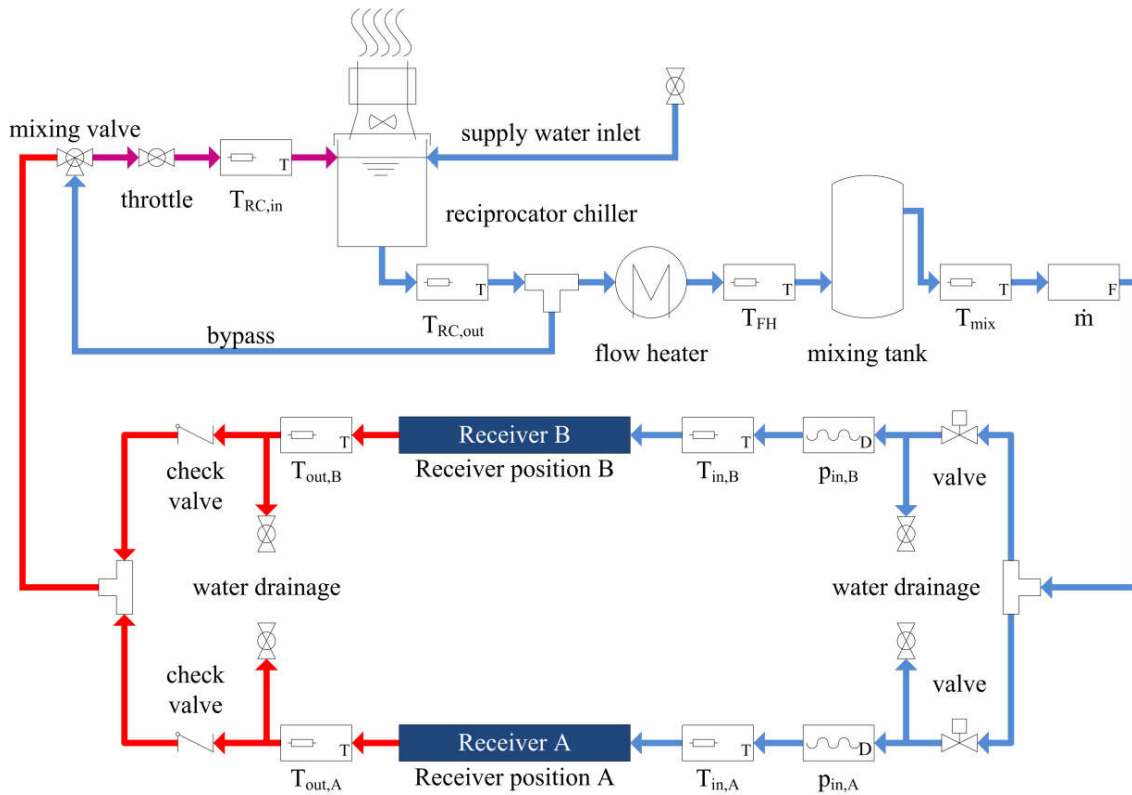 mixing valve
supply water inlet
T
throttle
T_RC,in
reciprocator chiller
T
T
T
F
T_RC,out
T_FH
T_mix
ṁ
bypass
flow heater
mixing tank
T
Receiver B
T
D
T_out,B
Receiver position B
T_in,B
p_in,B
check
valve
valve
water drainage
water drainage
check
valve
valve
T
Receiver A
T
D
T_out,A
Receiver position A
T_in,A
p_in,A